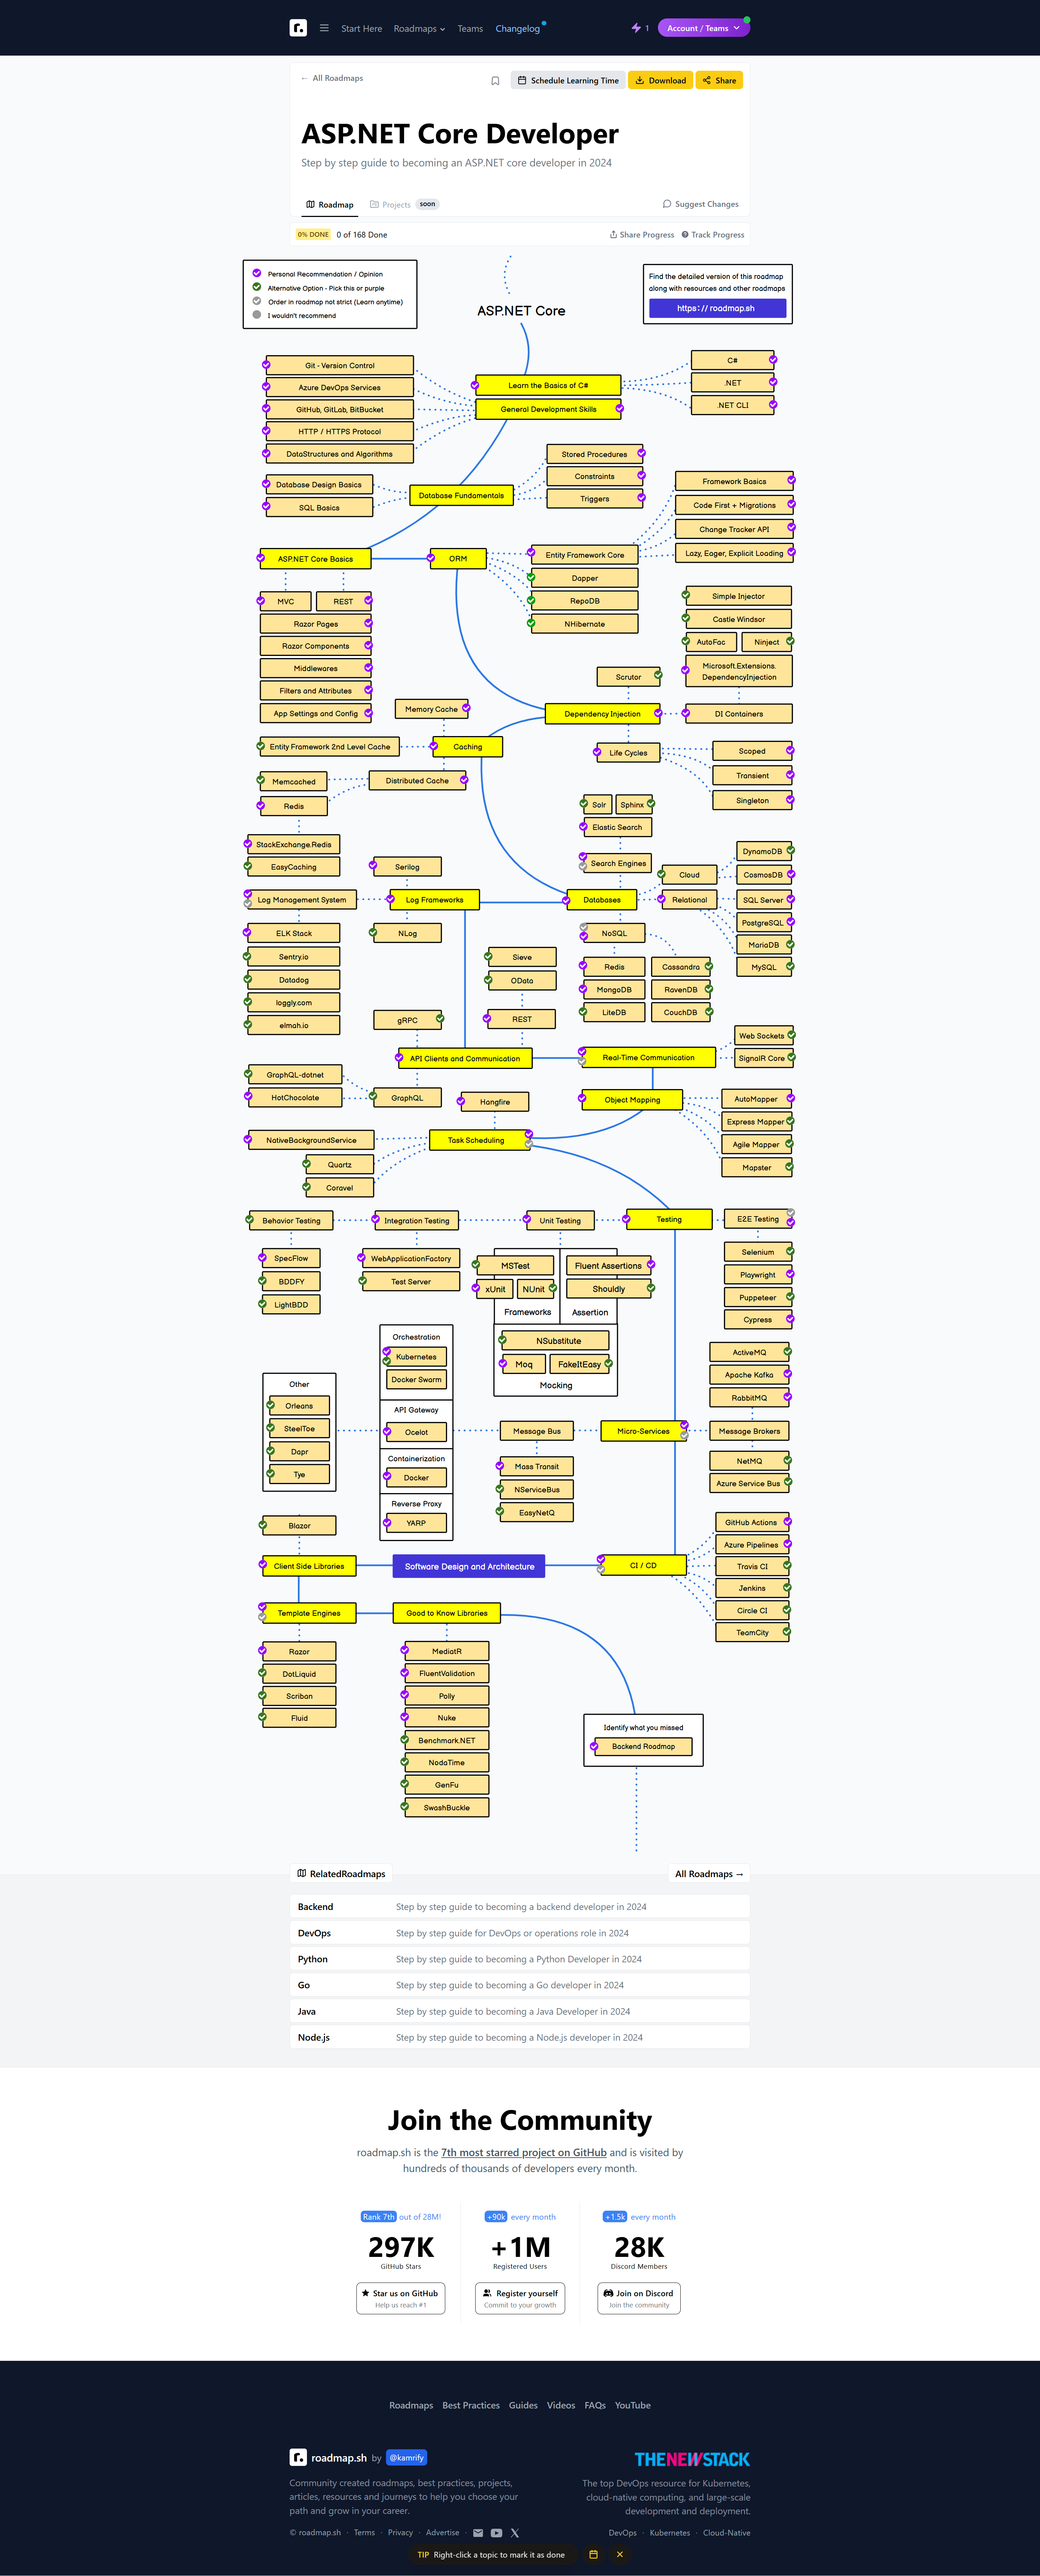 r.
Start Here
Roadmaps
Teams
Changelog
1
Account / Teams
← All Roadmaps
Schedule Learning Time
Download
Share
ASP.NET Core Developer
Step by step guide to becoming an ASP.NET core developer in 2024
Roadmap
Projects
soon
Suggest Changes
0% DONE
0 of 168 Done
Share Progress
Track Progress
Personal Recommendation / Opinion
Alternative Option - Pick this or purple
Order in roadmap not strict (Learn anytime)
I wouldn't recommend
Find the detailed version of this roadmap
along with resources and other roadmaps
https://roadmap.sh
ASP.NET Core
Git - Version Control
Azure DevOps Services
GitHub, GitLab, BitBucket
HTTP / HTTPS Protocol
DataStructures and Algorithms
Learn the Basics of C#
General Development Skills
C#
.NET
.NET CLI
Database Design Basics
SQL Basics
Database Fundamentals
Stored Procedures
Constraints
Triggers
Framework Basics
Code First + Migrations
Change Tracker API
Lazy, Eager, Explicit Loading
ASP.NET Core Basics
ORM
Entity Framework Core
Dapper
RepoDB
NHibernate
MVC
REST
Razor Pages
Razor Components
Middlewares
Filters and Attributes
App Settings and Config
Simple Injector
Castle Windsor
AutoFac
Ninject
Microsoft.Extensions.
DependencyInjection
Scrutor
Memory Cache
Dependency Injection
DI Containers
Entity Framework 2nd Level Cache
Caching
Life Cycles
Scoped
Transient
Singleton
Memcached
Distributed Cache
Redis
Solr
Sphinx
Elastic Search
StackExchange.Redis
EasyCaching
Serilog
Search Engines
Cloud
DynamoDB
CosmosDB
Log Management System
Log Frameworks
Databases
Relational
SQL Server
PostgreSQL
MariaDB
MySQL
ELK Stack
Sentry.io
Datadog
loggly.com
elmah.io
NLog
NoSQL
Sieve
OData
REST
Redis
Cassandra
MongoDB
RavenDB
LiteDB
CouchDB
gRPC
API Clients and Communication
Real-Time Communication
Web Sockets
SignalR Core
GraphQL-dotnet
HotChocolate
GraphQL
Hangfire
Object Mapping
AutoMapper
Express Mapper
Agile Mapper
Mapster
NativeBackgroundService
Quartz
Coravel
Task Scheduling
Behavior Testing
Integration Testing
Unit Testing
Testing
E2E Testing
SpecFlow
BDDFY
LightBDD
WebApplicationFactory
Test Server
MSTest
xUnit
NUnit
Frameworks
Fluent Assertions
Shouldly
Assertion
NSubstitute
Moq
FakeItEasy
Mocking
Selenium
Playwright
Puppeteer
Cypress
Orchestration
Kubernetes
Docker Swarm
API Gateway
Ocelot
Containerization
Docker
Reverse Proxy
YARP
Other
Orleans
SteelToe
Dapr
Tye
Message Bus
Mass Transit
NServiceBus
EasyNetQ
Micro-Services
ActiveMQ
Apache Kafka
RabbitMQ
Message Brokers
NetMQ
Azure Service Bus
Blazor
Client Side Libraries
Software Design and Architecture
CI / CD
GitHub Actions
Azure Pipelines
Travis CI
Jenkins
Circle CI
TeamCity
Template Engines
Good to Know Libraries
Razor
DotLiquid
Scriban
Fluid
MediatR
FluentValidation
Polly
Nuke
Benchmark.NET
NodaTime
GenFu
SwashBuckle
Identify what you missed
Backend Roadmap
RelatedRoadmaps
All Roadmaps →
Backend Step by step guide to becoming a backend developer in 2024
DevOps Step by step guide for DevOps or operations role in 2024
Python Step by step guide to becoming a Python Developer in 2024
Go Step by step guide to becoming a Go developer in 2024
Java Step by step guide to becoming a Java Developer in 2024
Node.js Step by step guide to becoming a Node.js developer in 2024
Join the Community
roadmap.sh is the 7th most starred project on GitHub and is visited by
hundreds of thousands of developers every month.
Rank 7th out of 28M!
297K
GitHub Stars
Star us on GitHub
Help us reach #1
+90k every month
+1M
Registered Users
Register yourself
Commit to your growth
+1.5k every month
28K
Discord Members
Join on Discord
Join the community
Roadmaps Best Practices Guides Videos FAQs YouTube
r. roadmap.sh by @kamrify
Community created roadmaps, best practices, projects,
articles, resources and journeys to help you choose your
path and grow in your career.
© roadmap.sh · Terms · Privacy · Advertise ·
THENEWSTACK
The top DevOps resource for Kubernetes,
cloud-native computing, and large-scale
development and deployment.
DevOps · Kubernetes · Cloud-Native
TIP Right-click a topic to mark it as done